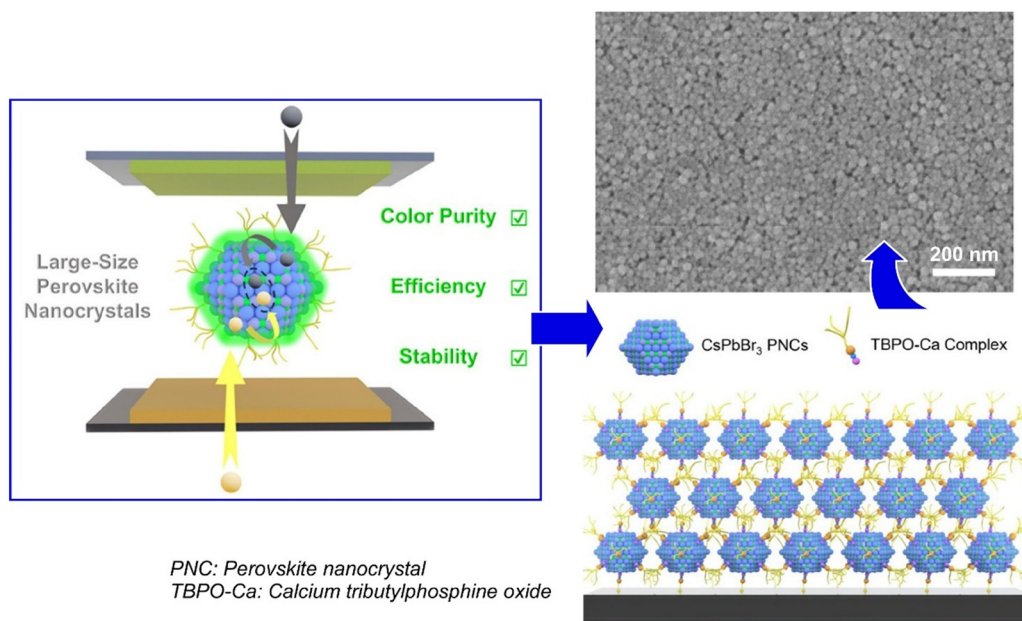 Large-Size
Perovskite
Nanocrystals
Color Purity ☑
Efficiency ☑
Stability ☑
200 nm
CsPbBr₃ PNCs
TBPO-Ca Complex
PNC: Perovskite nanocrystal
TBPO-Ca: Calcium tributylphosphine oxide